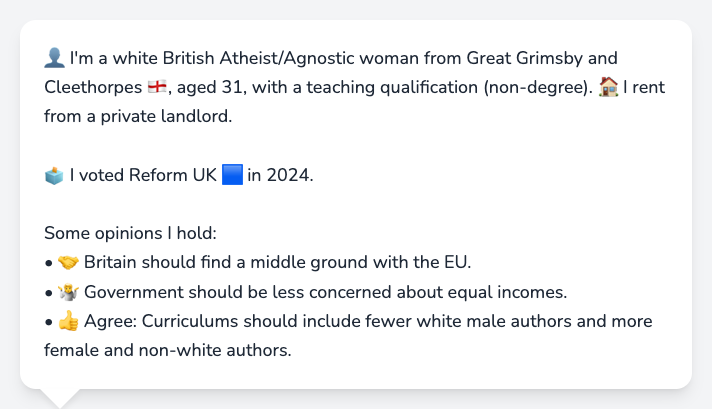 👤 I'm a white British Atheist/Agnostic woman from Great Grimsby and
Cleethorpes 🏴󠁧󠁢󠁥󠁮󠁧󠁿, aged 31, with a teaching qualification (non-degree). 🏠 I rent
from a private landlord.
🗳️ I voted Reform UK 🟦 in 2024.
Some opinions I hold:
• 🤝 Britain should find a middle ground with the EU.
• 🤷 Government should be less concerned about equal incomes.
• 👍 Agree: Curriculums should include fewer white male authors and more
female and non-white authors.